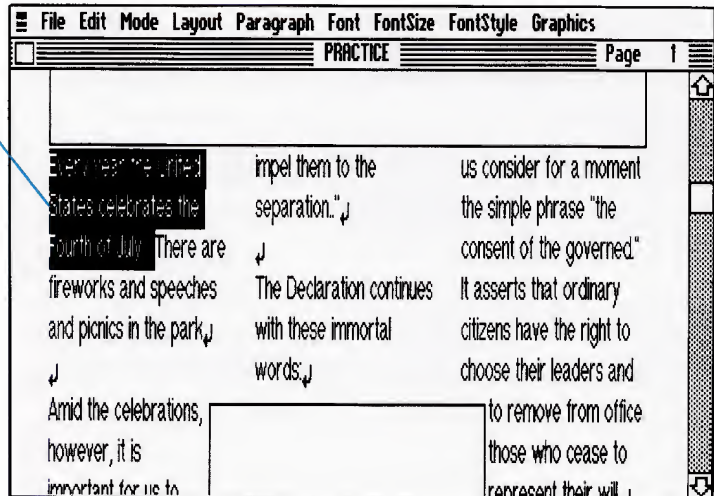 File Edit Mode Layout Paragraph Font FontSize FontStyle Graphics
PRACTICE Page 1
Every year the United
States celebrates the
Fourth of July. There are
fireworks and speeches
and picnics in the park↵
↵
Amid the celebrations,
however, it is
important for us to
impel them to the
separation."↵
↵
The Declaration continues
with these immortal
words:↵
us consider for a moment
the simple phrase "the
consent of the governed."
It asserts that ordinary
citizens have the right to
choose their leaders and
to remove from office
those who cease to
represent their will.↵